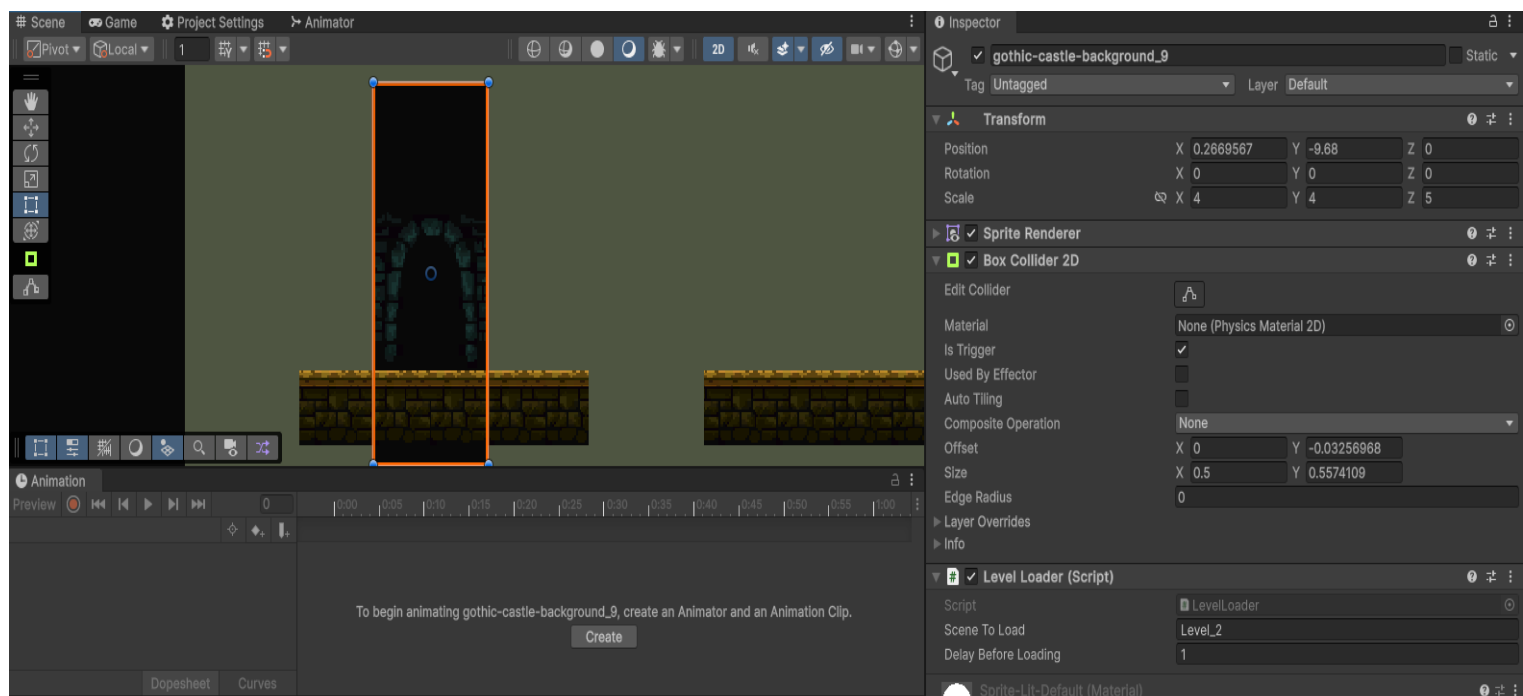 Scene Game Project Settings Animator
Pivot Local 1 2D
Animation
Preview 0 0:00 0:05 0:10 0:15 0:20 0:25 0:30 0:35 0:40 0:45 0:50 0:55 1:00
To begin animating gothic-castle-background_9, create an Animator and an Animation Clip.
Create
Dopesheet Curves
Inspector
gothic-castle-background_9 Static
Tag Untagged Layer Default
Transform
Position X 0.2669567 Y -9.68 Z 0
Rotation X 0 Y 0 Z 0
Scale X 4 Y 4 Z 5
Sprite Renderer
Box Collider 2D
Edit Collider
Material None (Physics Material 2D)
Is Trigger
Used By Effector
Auto Tiling
Composite Operation None
Offset X 0 Y -0.03256968
Size X 0.5 Y 0.5574109
Edge Radius 0
Layer Overrides
Info
# Level Loader (Script)
Script LevelLoader
Scene To Load Level_2
Delay Before Loading 1
Sprite-Lit-Default (Material)